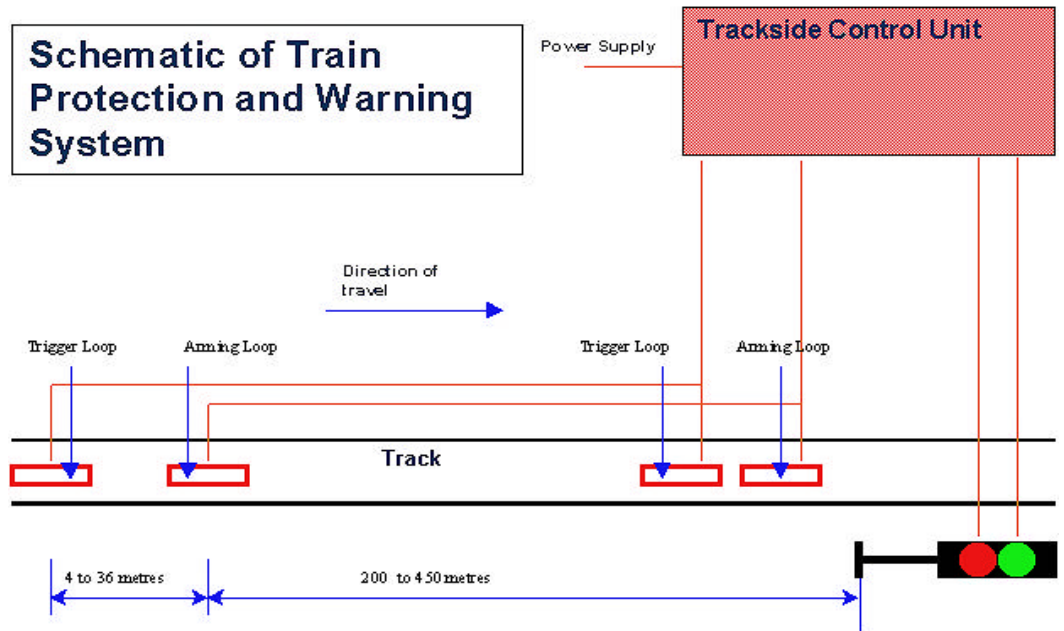 Schematic of Train
Protection and Warning
System
Power Supply
Trackside Control Unit
Direction of
travel
Trigger Loop
Arming Loop
Trigger Loop
Arming Loop
Track
4 to 36 metres
200 to 450 metres